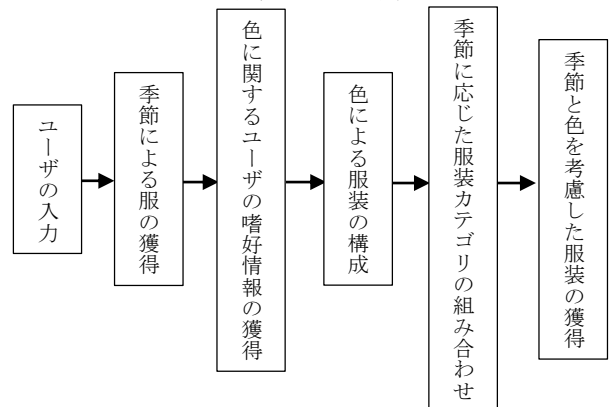 ユーザの入力
季節による服の獲得
色に関するユーザの嗜好情報の獲得
色による服装の構成
季節に応じた服装カテゴリの組み合わせ
季節と色を考慮した服装の獲得